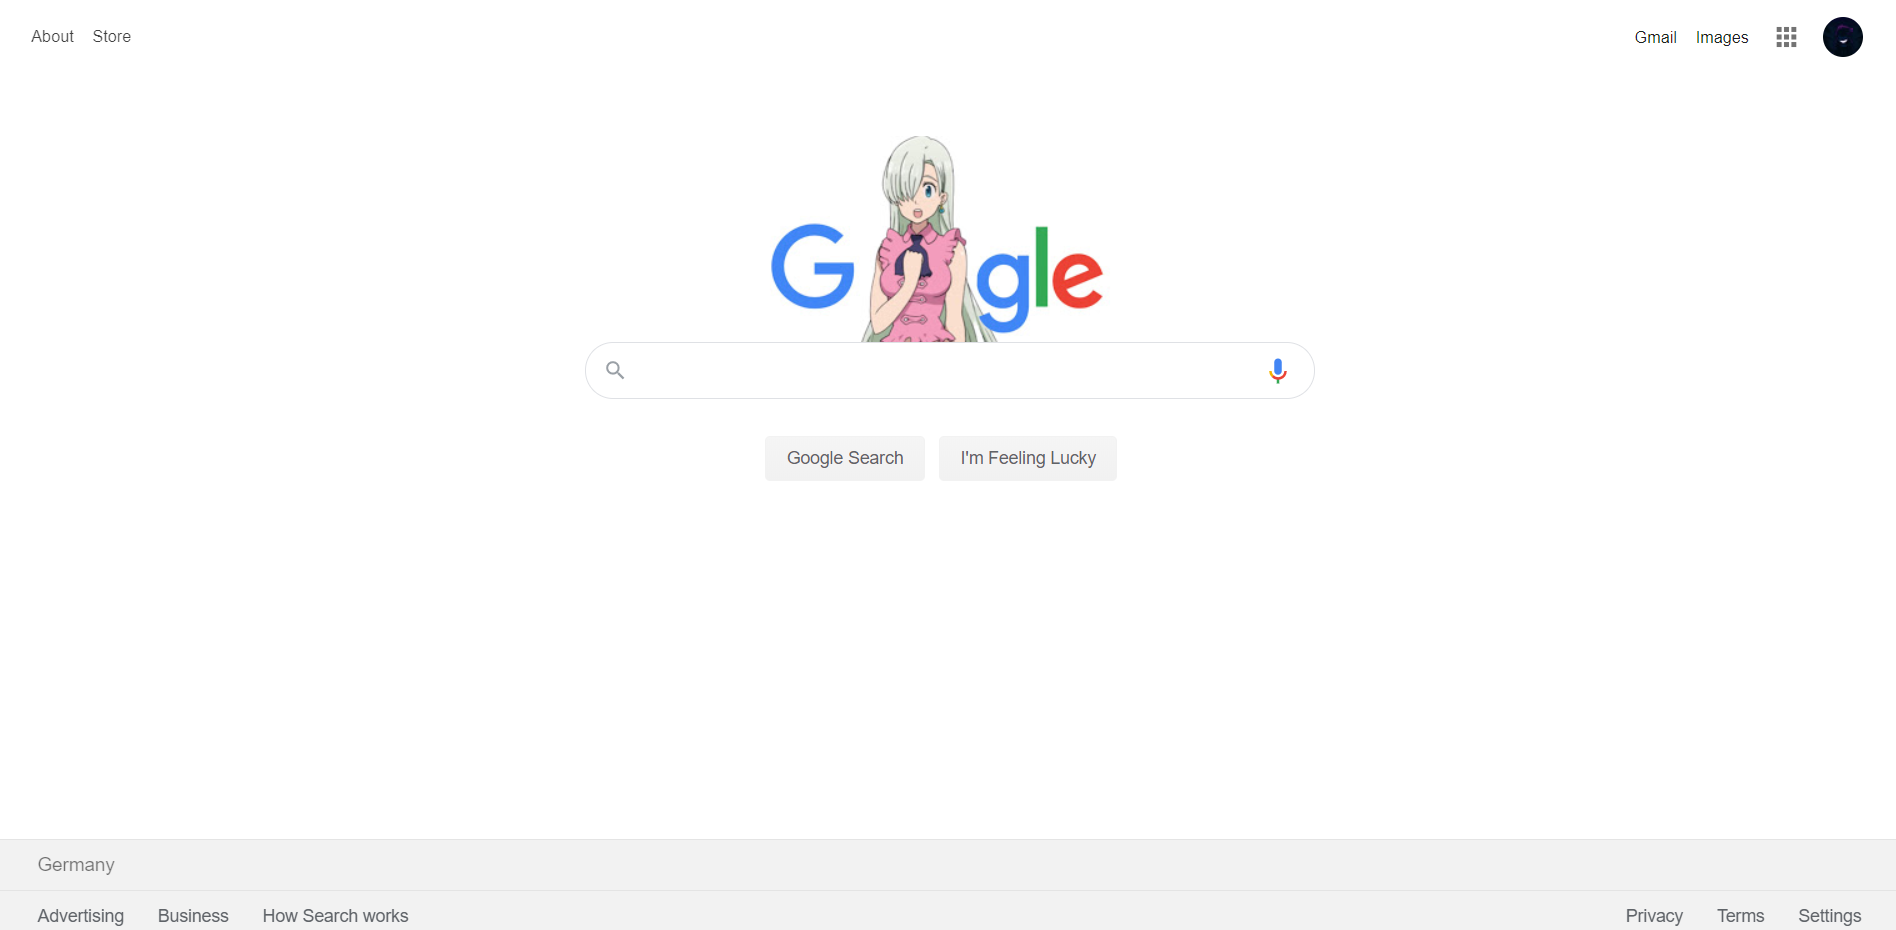 About Store
Gmail Images
G gle
Google Search I'm Feeling Lucky
Germany
Advertising Business How Search works
Privacy Terms Settings